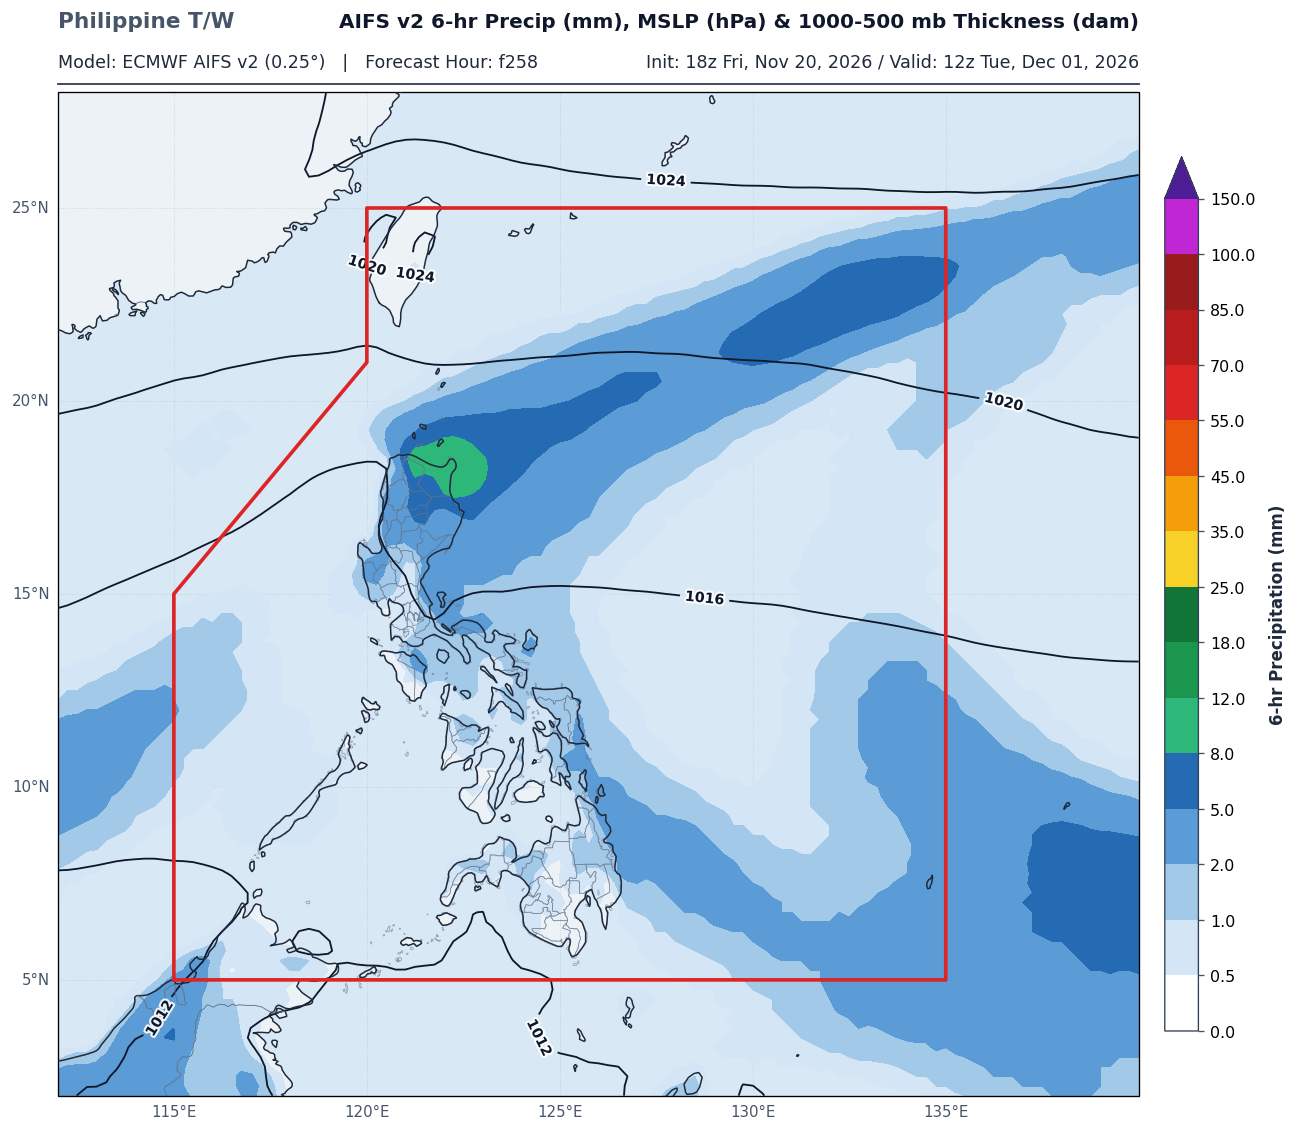 Philippine T/W
AIFS v2 6-hr Precip (mm), MSLP (hPa) & 1000-500 mb Thickness (dam)
Model: ECMWF AIFS v2 (0.25°) | Forecast Hour: f258
Init: 18z Fri, Nov 20, 2026 / Valid: 12z Tue, Dec 01, 2026
1024
25°N
1020
1024
20°N
1020
15°N
1016
10°N
5°N
1012
1012
115°E
120°E
125°E
130°E
135°E
150.0
100.0
85.0
70.0
55.0
45.0
35.0
25.0
18.0
12.0
8.0
5.0
2.0
1.0
0.5
0.0
6-hr Precipitation (mm)